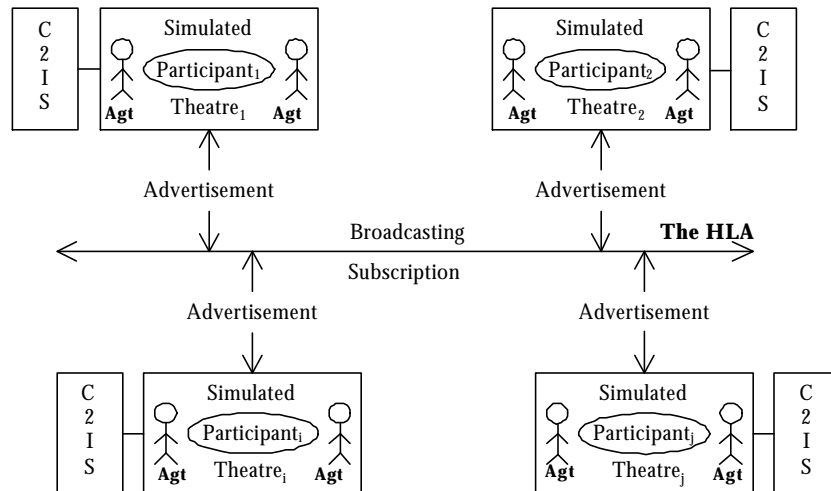 C
2
I
S
Simulated
Participant₁
Theatre₁
Agt
Agt
Simulated
Participant₂
Theatre₂
Agt
Agt
C
2
I
S
Advertisement
Advertisement
Broadcasting
The HLA
Subscription
Advertisement
Advertisement
C
2
I
S
Simulated
Participantᵢ
Theatreᵢ
Agt
Agt
Simulated
Participantⱼ
Theatreⱼ
Agt
Agt
C
2
I
S